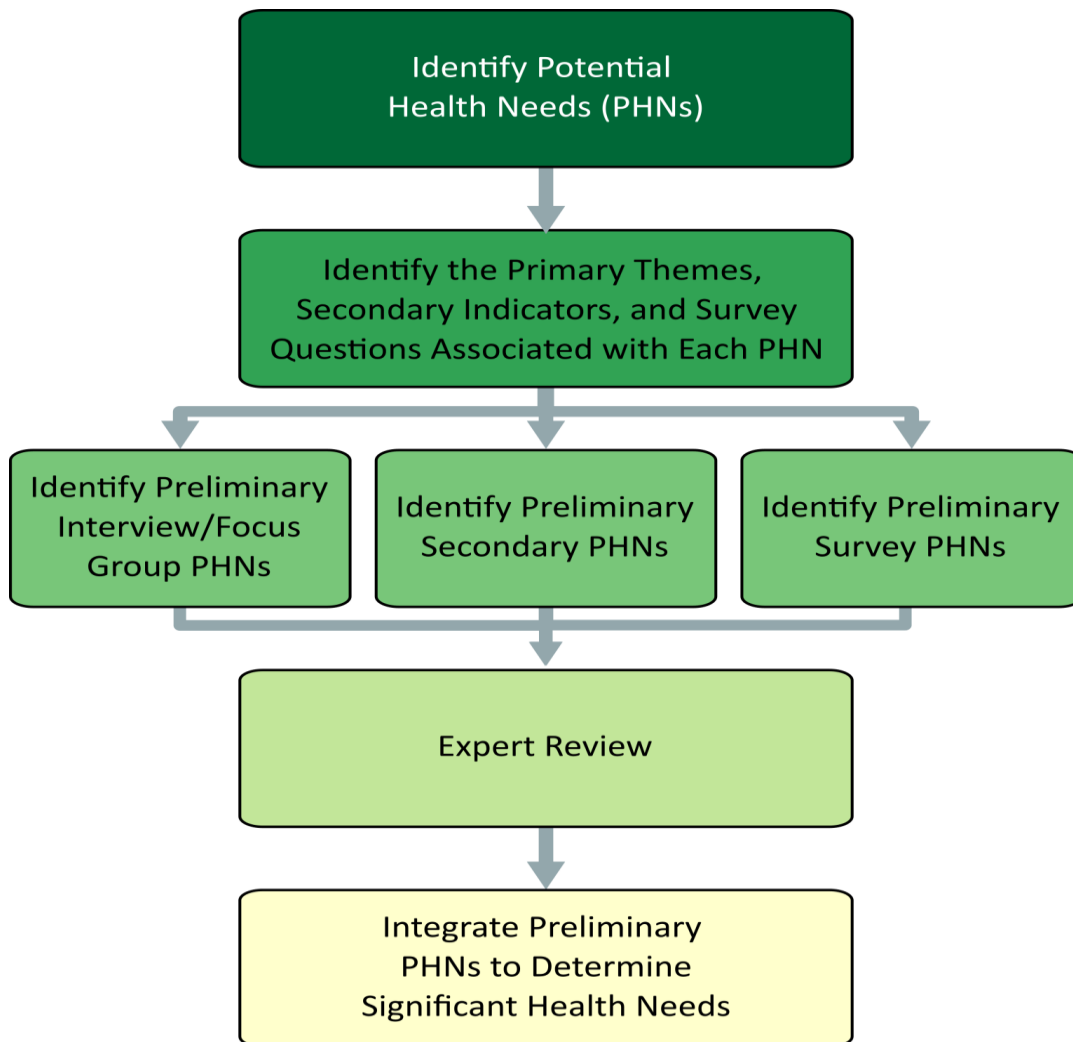 Identify Potential
Health Needs (PHNs)
Identify the Primary Themes,
Secondary Indicators, and Survey
Questions Associated with Each PHN
Identify Preliminary
Interview/Focus
Group PHNs
Identify Preliminary
Secondary PHNs
Identify Preliminary
Survey PHNs
Expert Review
Integrate Preliminary
PHNs to Determine
Significant Health Needs